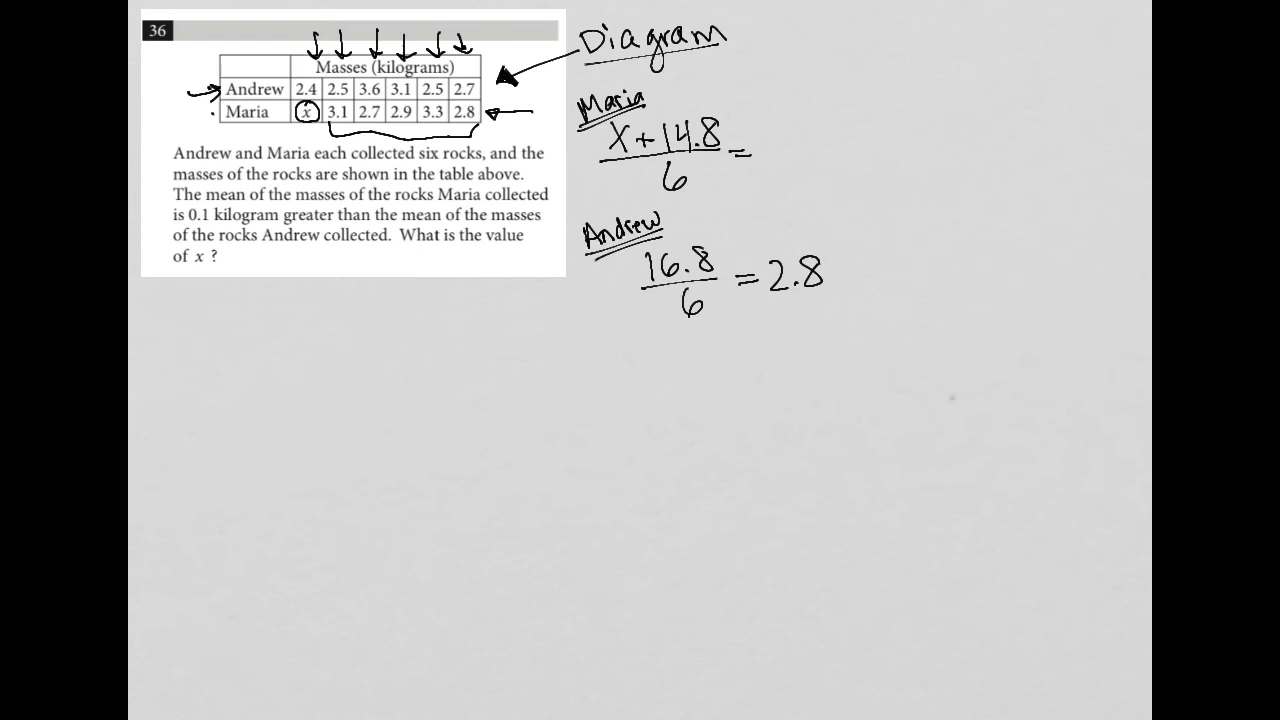 36
Masses (kilograms)
Andrew 2.4 2.5 3.6 3.1 2.5 2.7
Maria x 3.1 2.7 2.9 3.3 2.8
Andrew and Maria each collected six rocks, and the
masses of the rocks are shown in the table above.
The mean of the masses of the rocks Maria collected
is 0.1 kilogram greater than the mean of the masses
of the rocks Andrew collected. What is the value
of x ?
Diagram
Maria
x + 14.8
6
=
Andrew
16.8
6
= 2.8